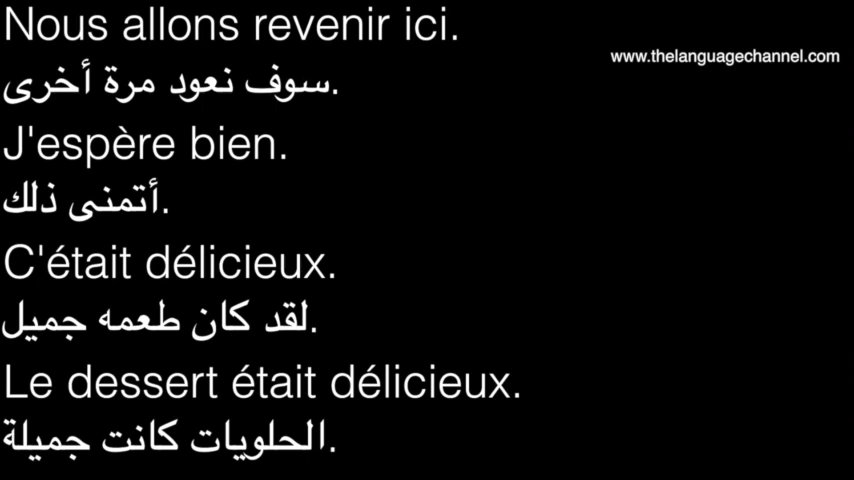 Nous allons revenir ici.
www.thelanguagechannel.com
سوف نعود مرة أخرى.
J'espère bien.
أتمنى ذلك.
C'était délicieux.
لقد كان طعمه جميل.
Le dessert était délicieux.
الحلويات كانت جميلة.